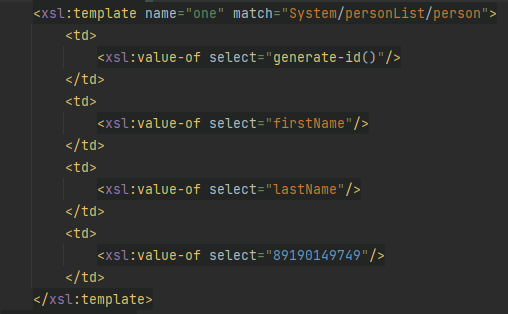 <xsl:template name="one" match="System/personList/person">
<td>
<xsl:value-of select="generate-id()"/>
</td>
<td>
<xsl:value-of select="firstName"/>
</td>
<td>
<xsl:value-of select="lastName"/>
</td>
<td>
<xsl:value-of select="89190149749"/>
</td>
</xsl:template>